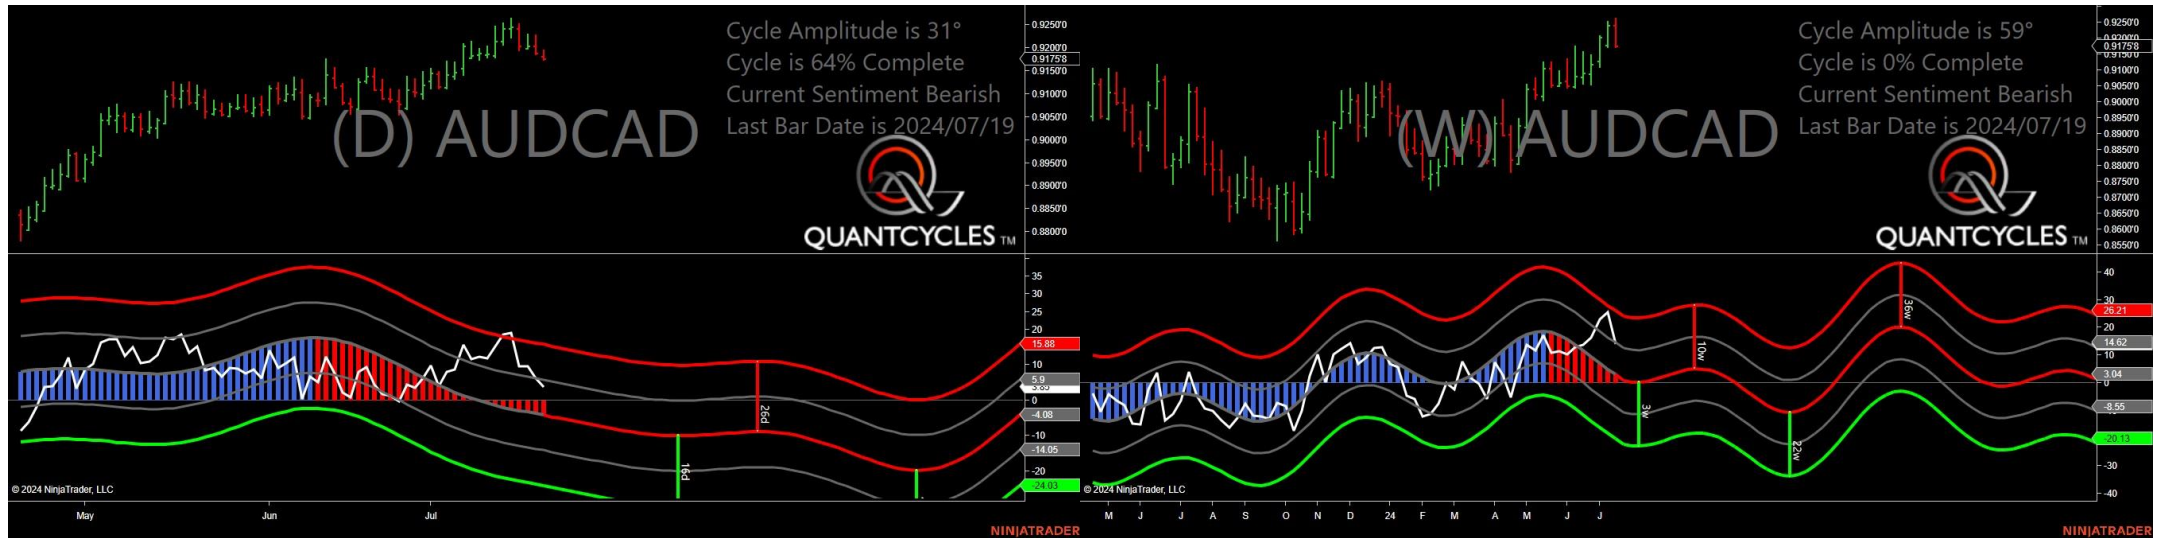 Cycle Amplitude is 31°
Cycle is 64% Complete
Current Sentiment Bearish
Last Bar Date is 2024/07/19
(D) AUDCAD
QUANTCYCLES TM
0.9250'0
0.9200'0
0.9175'8
0.9150'0
0.9100'0
0.9050'0
0.9000'0
0.8950'0
0.8900'0
0.8850'0
0.8800'0
35
30
25
20
15.88
10
5.9
0
-4.08
-10
-14.05
-20
-24.03
26d
16d
© 2024 NinjaTrader, LLC
May Jun Jul
NINJATRADER
Cycle Amplitude is 59°
Cycle is 0% Complete
Current Sentiment Bearish
Last Bar Date is 2024/07/19
(W) AUDCAD
QUANTCYCLES TM
0.9250'0
0.9200'0
0.9175'8
0.9150'0
0.9100'0
0.9050'0
0.9000'0
0.8950'0
0.8900'0
0.8850'0
0.8800'0
0.8750'0
0.8700'0
0.8650'0
0.8600'0
0.8550'0
40
30
26.21
20
14.62
10
3.04
0
-8.55
-20.13
-30
-40
36w
10w
3w
22w
© 2024 NinjaTrader, LLC
M J J A S O N D 24 F M A M J J
NINJATRADER